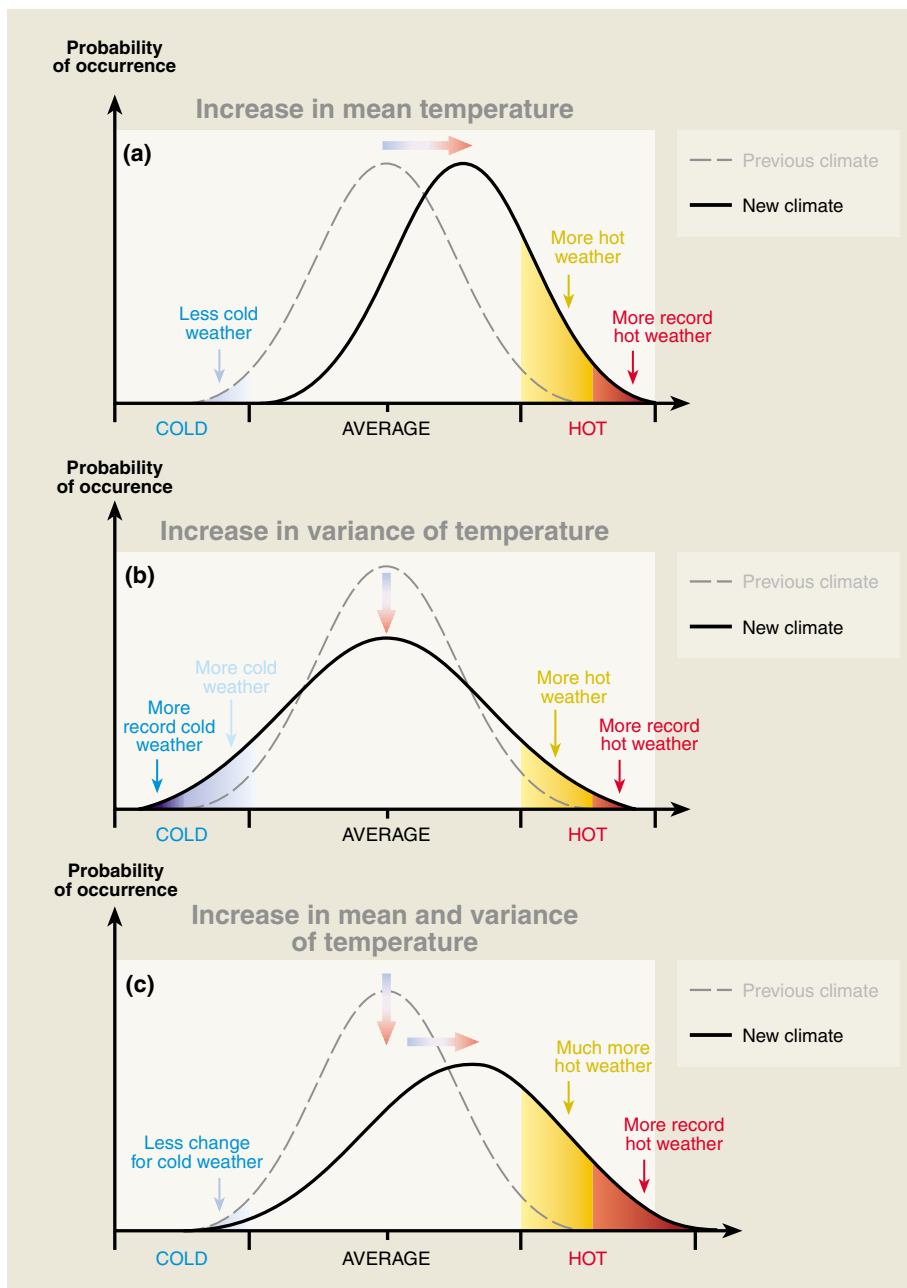 Probability
of occurrence
Increase in mean temperature
(a)
Previous climate
New climate
More hot
weather
Less cold
weather
More record
hot weather
COLD
AVERAGE
HOT
Probability
of occurence
Increase in variance of temperature
(b)
Previous climate
New climate
More cold
weather
More hot
weather
More
record cold
weather
More record
hot weather
COLD
AVERAGE
HOT
Probability
of occurrence
Increase in mean and variance
of temperature
(c)
Previous climate
New climate
Much more
hot weather
Less change
for cold weather
More record
hot weather
COLD
AVERAGE
HOT